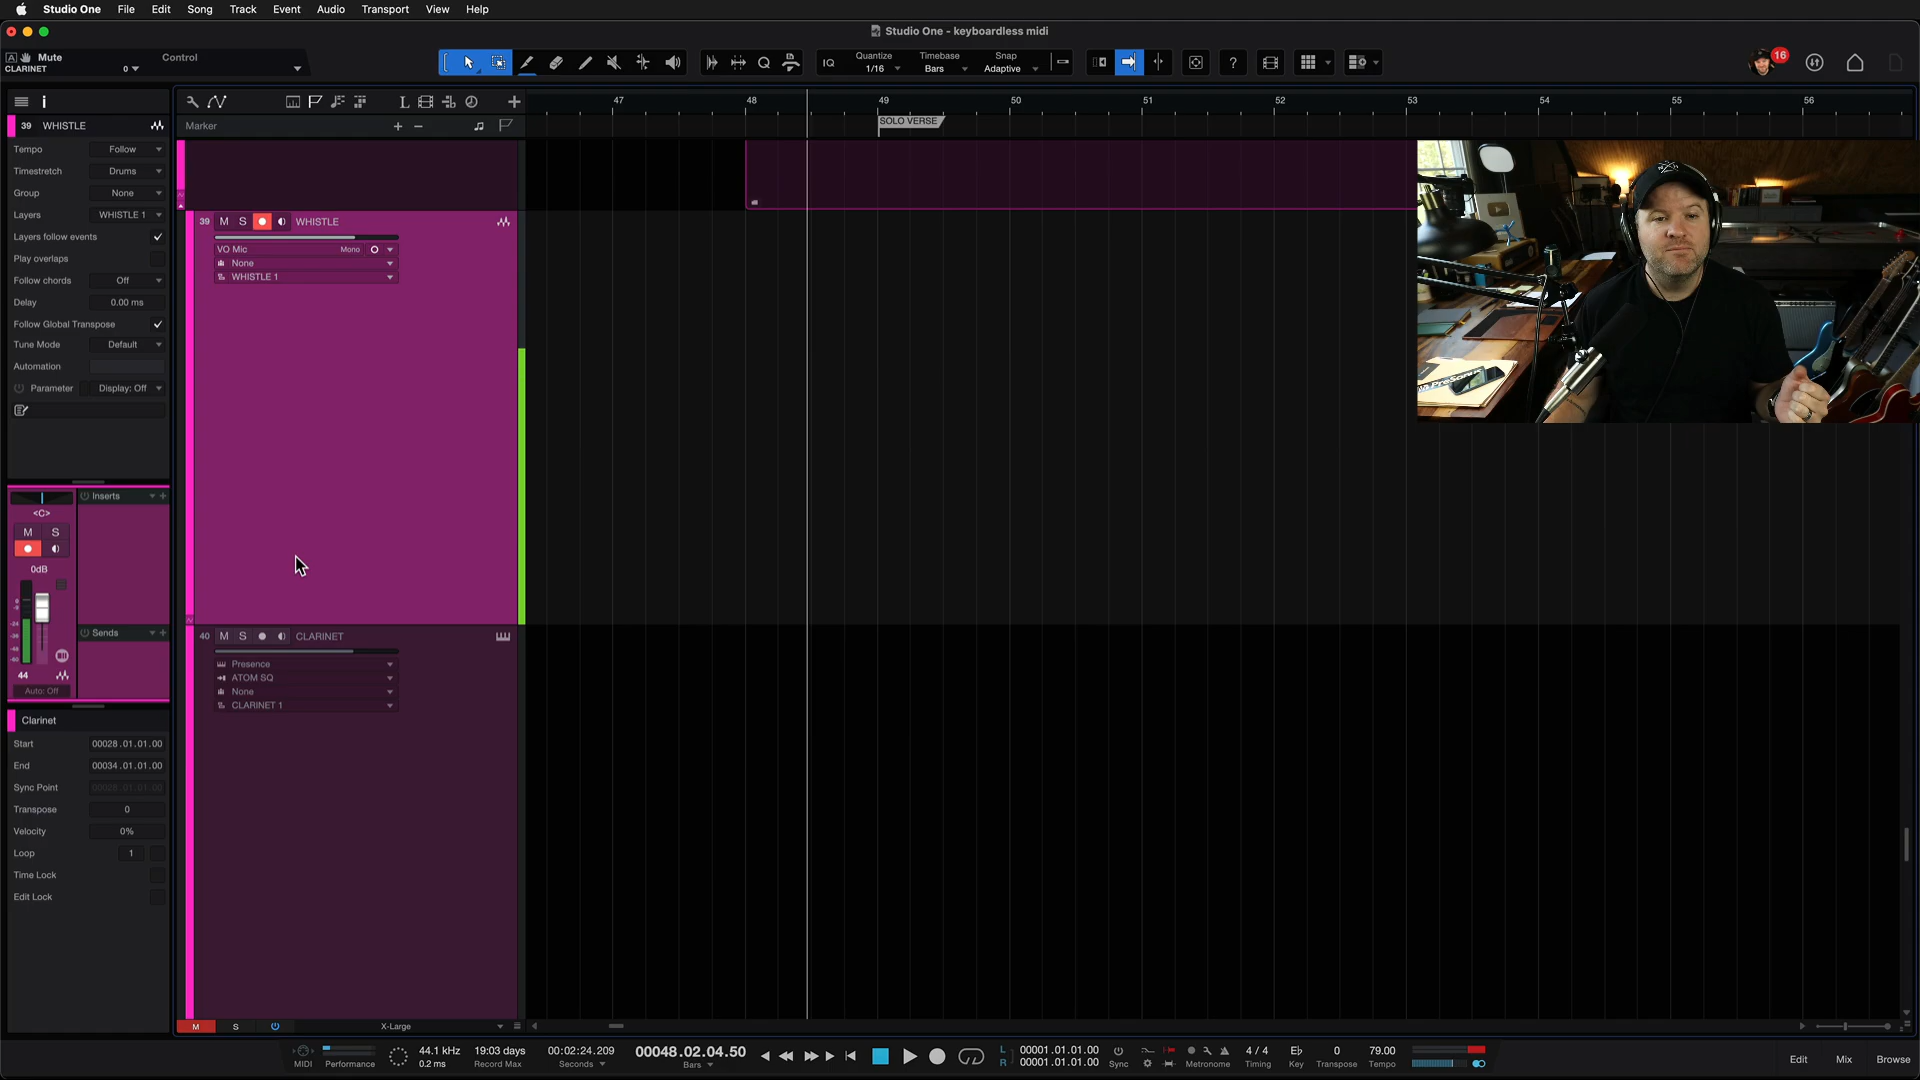 Studio One File Edit Song Track Event Audio Transport View Help
Studio One - keyboardless midi
Mute
CLARINET
0
Control
IQ
Quantize
1/16
Timebase
Bars
Snap
Adaptive
?
16
39 WHISTLE
Tempo Follow
Timestretch Drums
Group None
Layers WHISTLE 1
Layers follow events
Play overlaps
Follow chords Off
Delay 0.00 ms
Follow Global Transpose
Tune Mode Default
Automation
Parameter Display: Off
Marker
47 48 49 50 51 52 53 54 55 56
SOLO VERSE
39 M S WHISTLE
VO Mic Mono
None
WHISTLE 1
Inserts
<C>
M S
0dB
Sends
44
Auto: Off
40 M S CLARINET
Presence
ATOM SQ
None
CLARINET 1
Clarinet
Start 00028.01.01.00
End 00034.01.01.00
Sync Point 00028.01.01.00
Transpose 0
Velocity 0%
Loop 1
Time Lock
Edit Lock
M S X-Large
PreSonus
MIDI
Performance
44.1 kHz
0.2 ms
19:03 days
Record Max
00:02:24.209
Seconds
00048.02.04.50
Bars
L 00001.01.01.00
R 00001.01.01.00
Sync
Metronome
4 / 4
Timing
E♭
Key
0
Transpose
79.00
Tempo
Edit Mix Browse